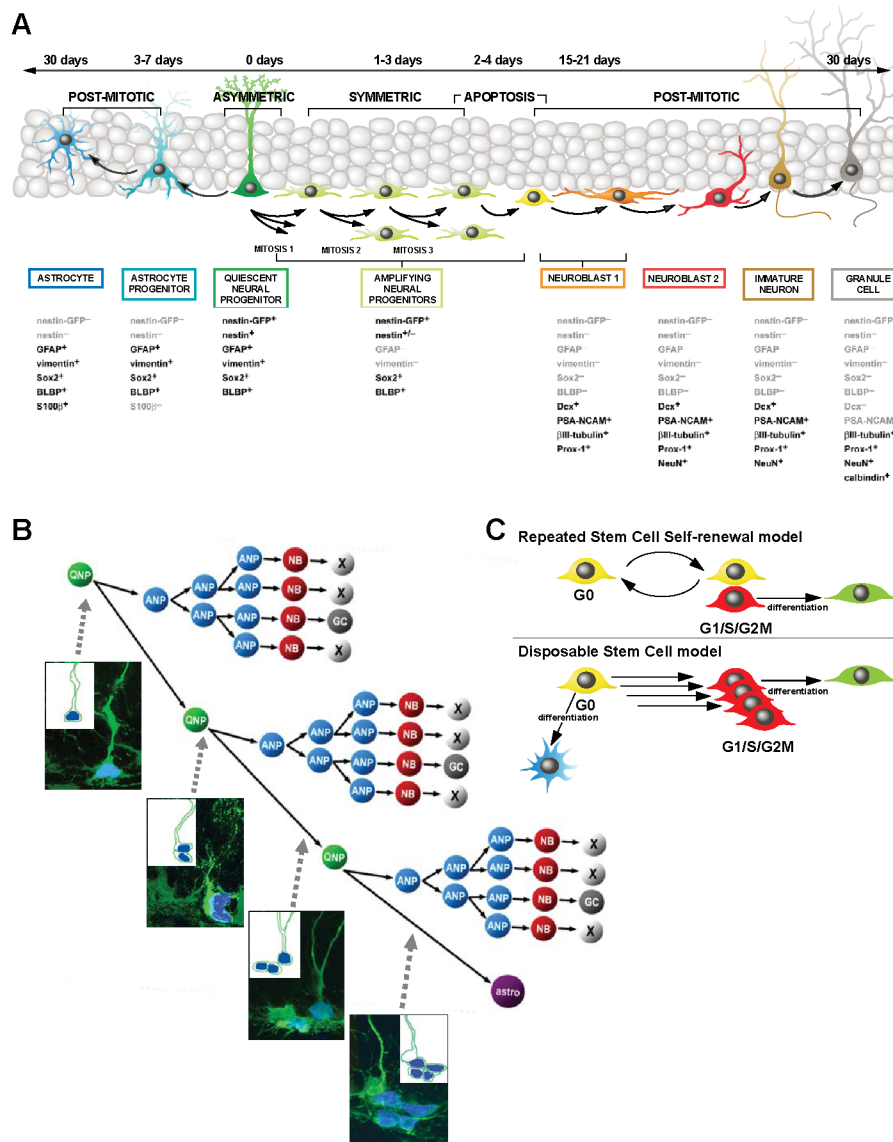 A
30 days 3-7 days 0 days 1-3 days 2-4 days 15-21 days 30 days
POST-MITOTIC ASYMMETRIC SYMMETRIC APOPTOSIS POST-MITOTIC
MITOSIS 1 MITOSIS 2 MITOSIS 3
ASTROCYTE
nestin-GFP−
nestin−
GFAP+
vimentin+
Sox2+
BLBP+
S100β+
ASTROCYTE
PROGENITOR
nestin-GFP−
nestin−
GFAP+
vimentin+
Sox2+
BLBP+
S100β−
QUIESCENT
NEURAL
PROGENITOR
nestin-GFP+
nestin+
GFAP+
vimentin+
Sox2+
BLBP+
AMPLIFYING
NEURAL
PROGENITORS
nestin-GFP+
nestin+/−
GFAP−
vimentin−
Sox2+
BLBP+
NEUROBLAST 1
nestin-GFP−
nestin−
GFAP−
vimentin−
Sox2−
BLBP−
Dcx+
PSA-NCAM+
βIII-tubulin+
Prox-1+
NEUROBLAST 2
nestin-GFP−
nestin−
GFAP−
vimentin−
Sox2−
BLBP−
Dcx+
PSA-NCAM+
βIII-tubulin+
Prox-1+
NeuN+
IMMATURE
NEURON
nestin-GFP−
nestin−
GFAP−
vimentin−
Sox2−
BLBP−
Dcx+
PSA-NCAM+
βIII-tubulin+
Prox-1+
NeuN+
GRANULE
CELL
nestin-GFP−
nestin−
GFAP−
vimentin−
Sox2−
BLBP−
Dcx−
PSA-NCAM
βIII-tubulin+
Prox-1+
NeuN+
calbindin+
B
QNP
ANP
ANP
ANP
ANP NB X
ANP NB X
ANP NB GC
ANP NB X
QNP
ANP
ANP
ANP
ANP NB X
ANP NB X
ANP NB GC
ANP NB X
QNP
ANP
ANP
ANP
ANP NB X
ANP NB X
ANP NB GC
ANP NB X
astro
C
Repeated Stem Cell Self-renewal model
G0
differentiation
G1/S/G2M
Disposable Stem Cell model
G0
differentiation
differentiation
G1/S/G2M